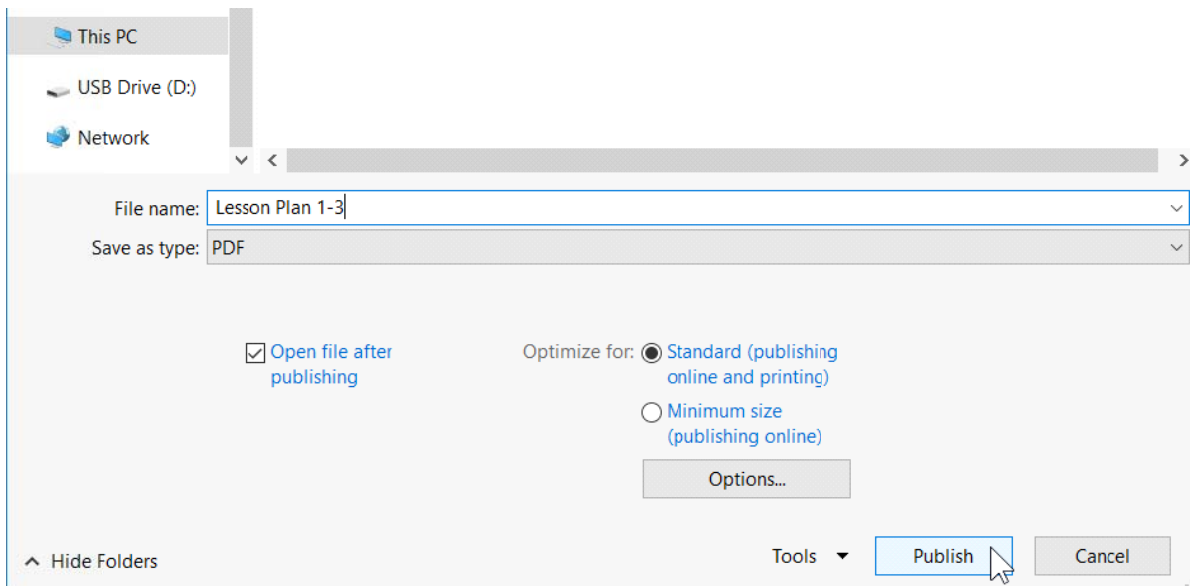 This PC
USB Drive (D:)
Network
File name: Lesson Plan 1-3
Save as type: PDF
Open file after
publishing
Optimize for: Standard (publishing
online and printing)
Minimum size
(publishing online)
Options...
Hide Folders
Tools
Publish
Cancel